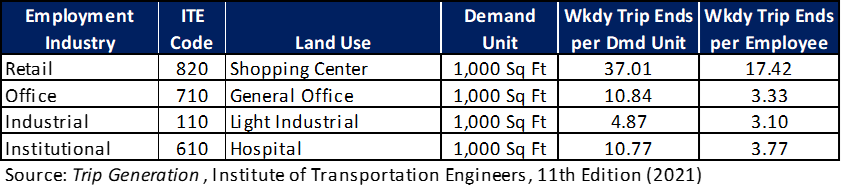 Employment Industry ITE Code Land Use Demand Unit Wkdy Trip Ends per Dmd Unit Wkdy Trip Ends per Employee
Retail 820 Shopping Center 1,000 Sq Ft 37.01 17.42
Office 710 General Office 1,000 Sq Ft 10.84 3.33
Industrial 110 Light Industrial 1,000 Sq Ft 4.87 3.10
Institutional 610 Hospital 1,000 Sq Ft 10.77 3.77
Source: Trip Generation , Institute of Transportation Engineers, 11th Edition (2021)